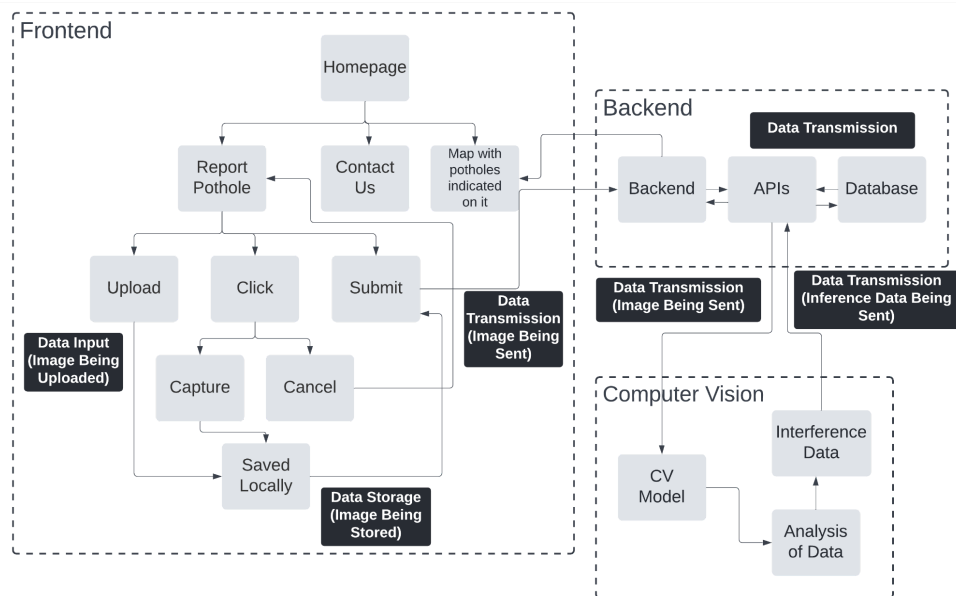 Frontend
Homepage
Report
Pothole
Contact
Us
Map with
potholes
indicated
on it
Upload
Click
Submit
Data Input
(Image Being
Uploaded)
Data
Transmission
(Image Being
Sent)
Capture
Cancel
Saved
Locally
Data Storage
(Image Being
Stored)
Backend
Data Transmission
Backend
APIs
Database
Data Transmission
(Image Being Sent)
Data Transmission
(Inference Data Being
Sent)
Computer Vision
Interference
Data
CV
Model
Analysis
of Data